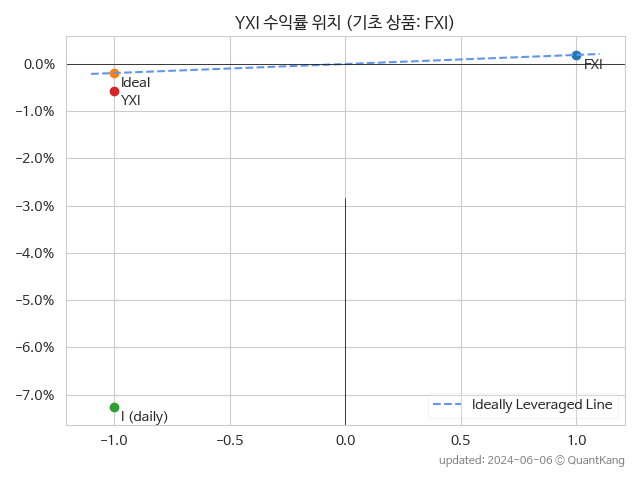 YXI 수익률 위치 (기초 상품: FXI)
0.0%
−1.0%
−2.0%
−3.0%
−4.0%
−5.0%
−6.0%
−7.0%
FXI
Ideal
YXI
I (daily)
Ideally Leveraged Line
−1.0 −0.5 0.0 0.5 1.0
updated: 2024-06-06 © QuantKang